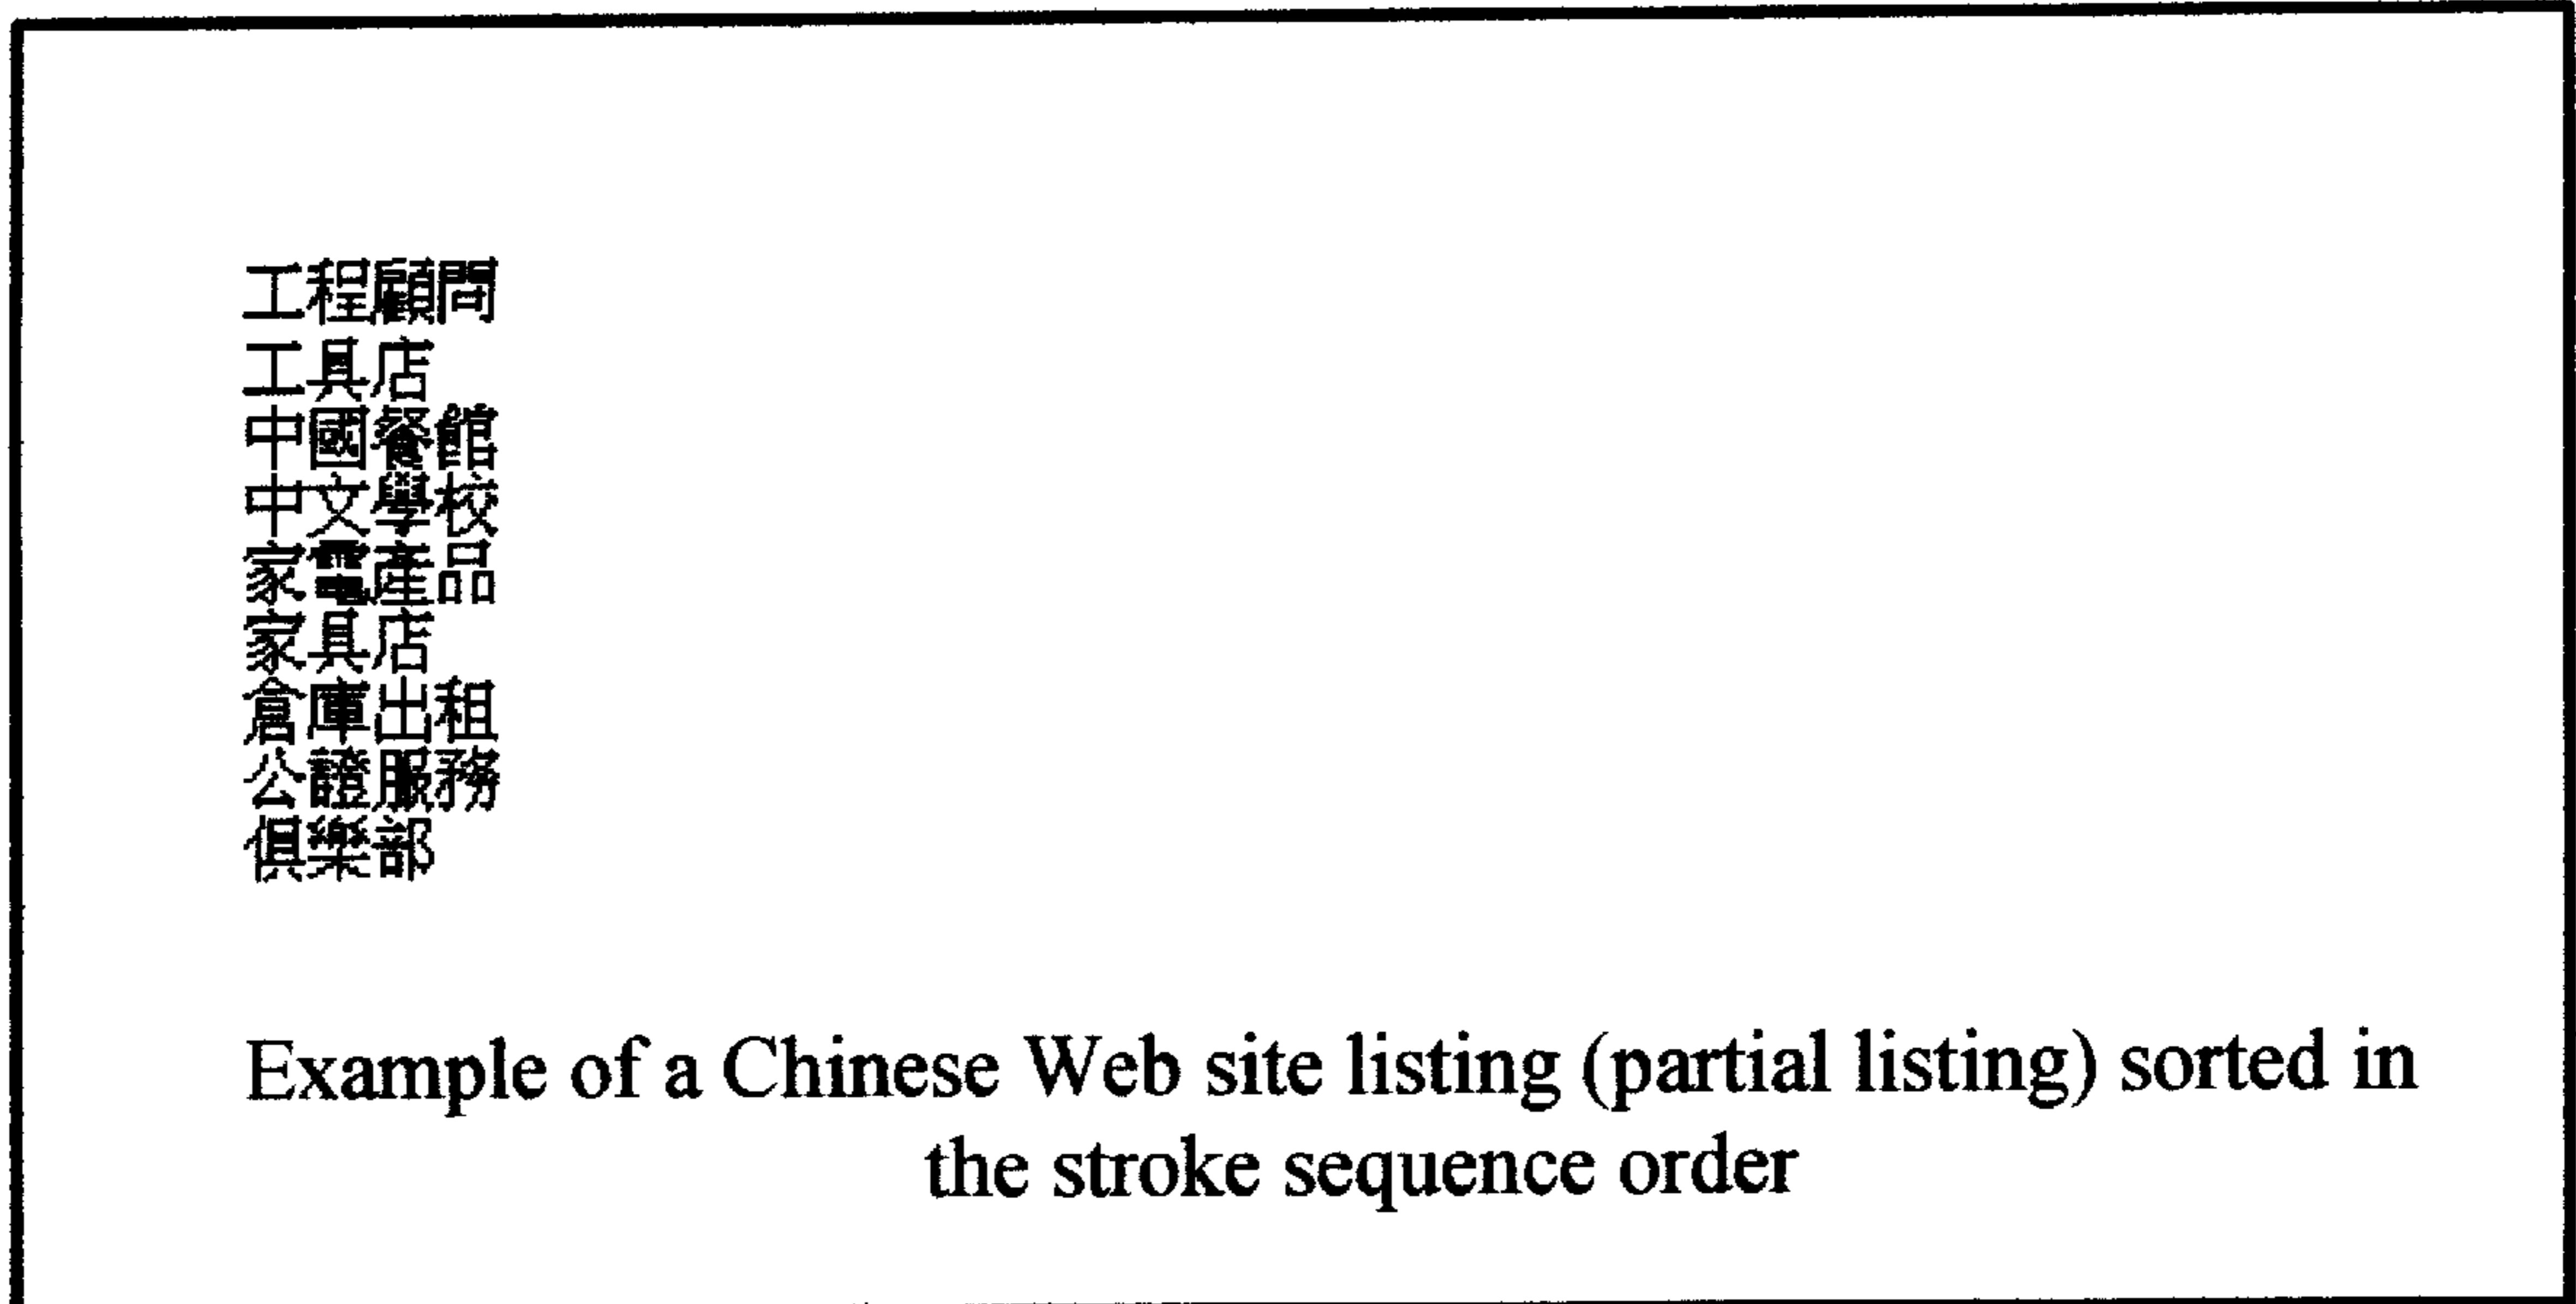 工程顧問
工具店
中國餐館
中文學校
家電產品
家具店
倉庫出租
公證服務
俱樂部
Example of a Chinese Web site listing (partial listing) sorted in
the stroke sequence order